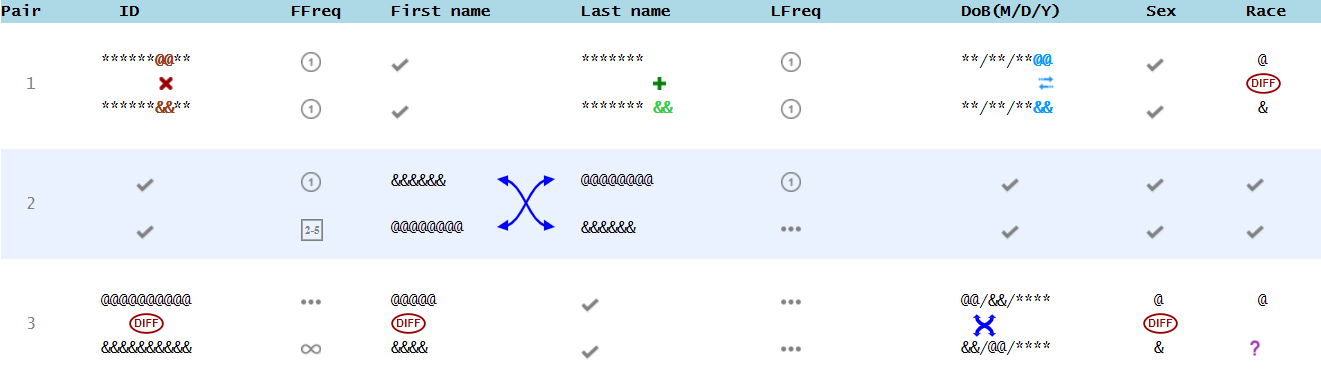 Pair ID FFreq First name Last name LFreq DoB(M/D/Y) Sex Race
******@@** 1 ******* 1 **/**/**@@ @
1 DIFF
******&&** 1 ******* && 1 **/**/**&& &
1 &&&&&& @@@@@@@@ 1
2
2-5 @@@@@@@@ &&&&&&
@@@@@@@@@@ ••• @@@@@ ••• @@/&&/**** @ @
3 DIFF DIFF DIFF
&&&&&&&&&& ∞ &&&& ••• &&/@@/**** & ?